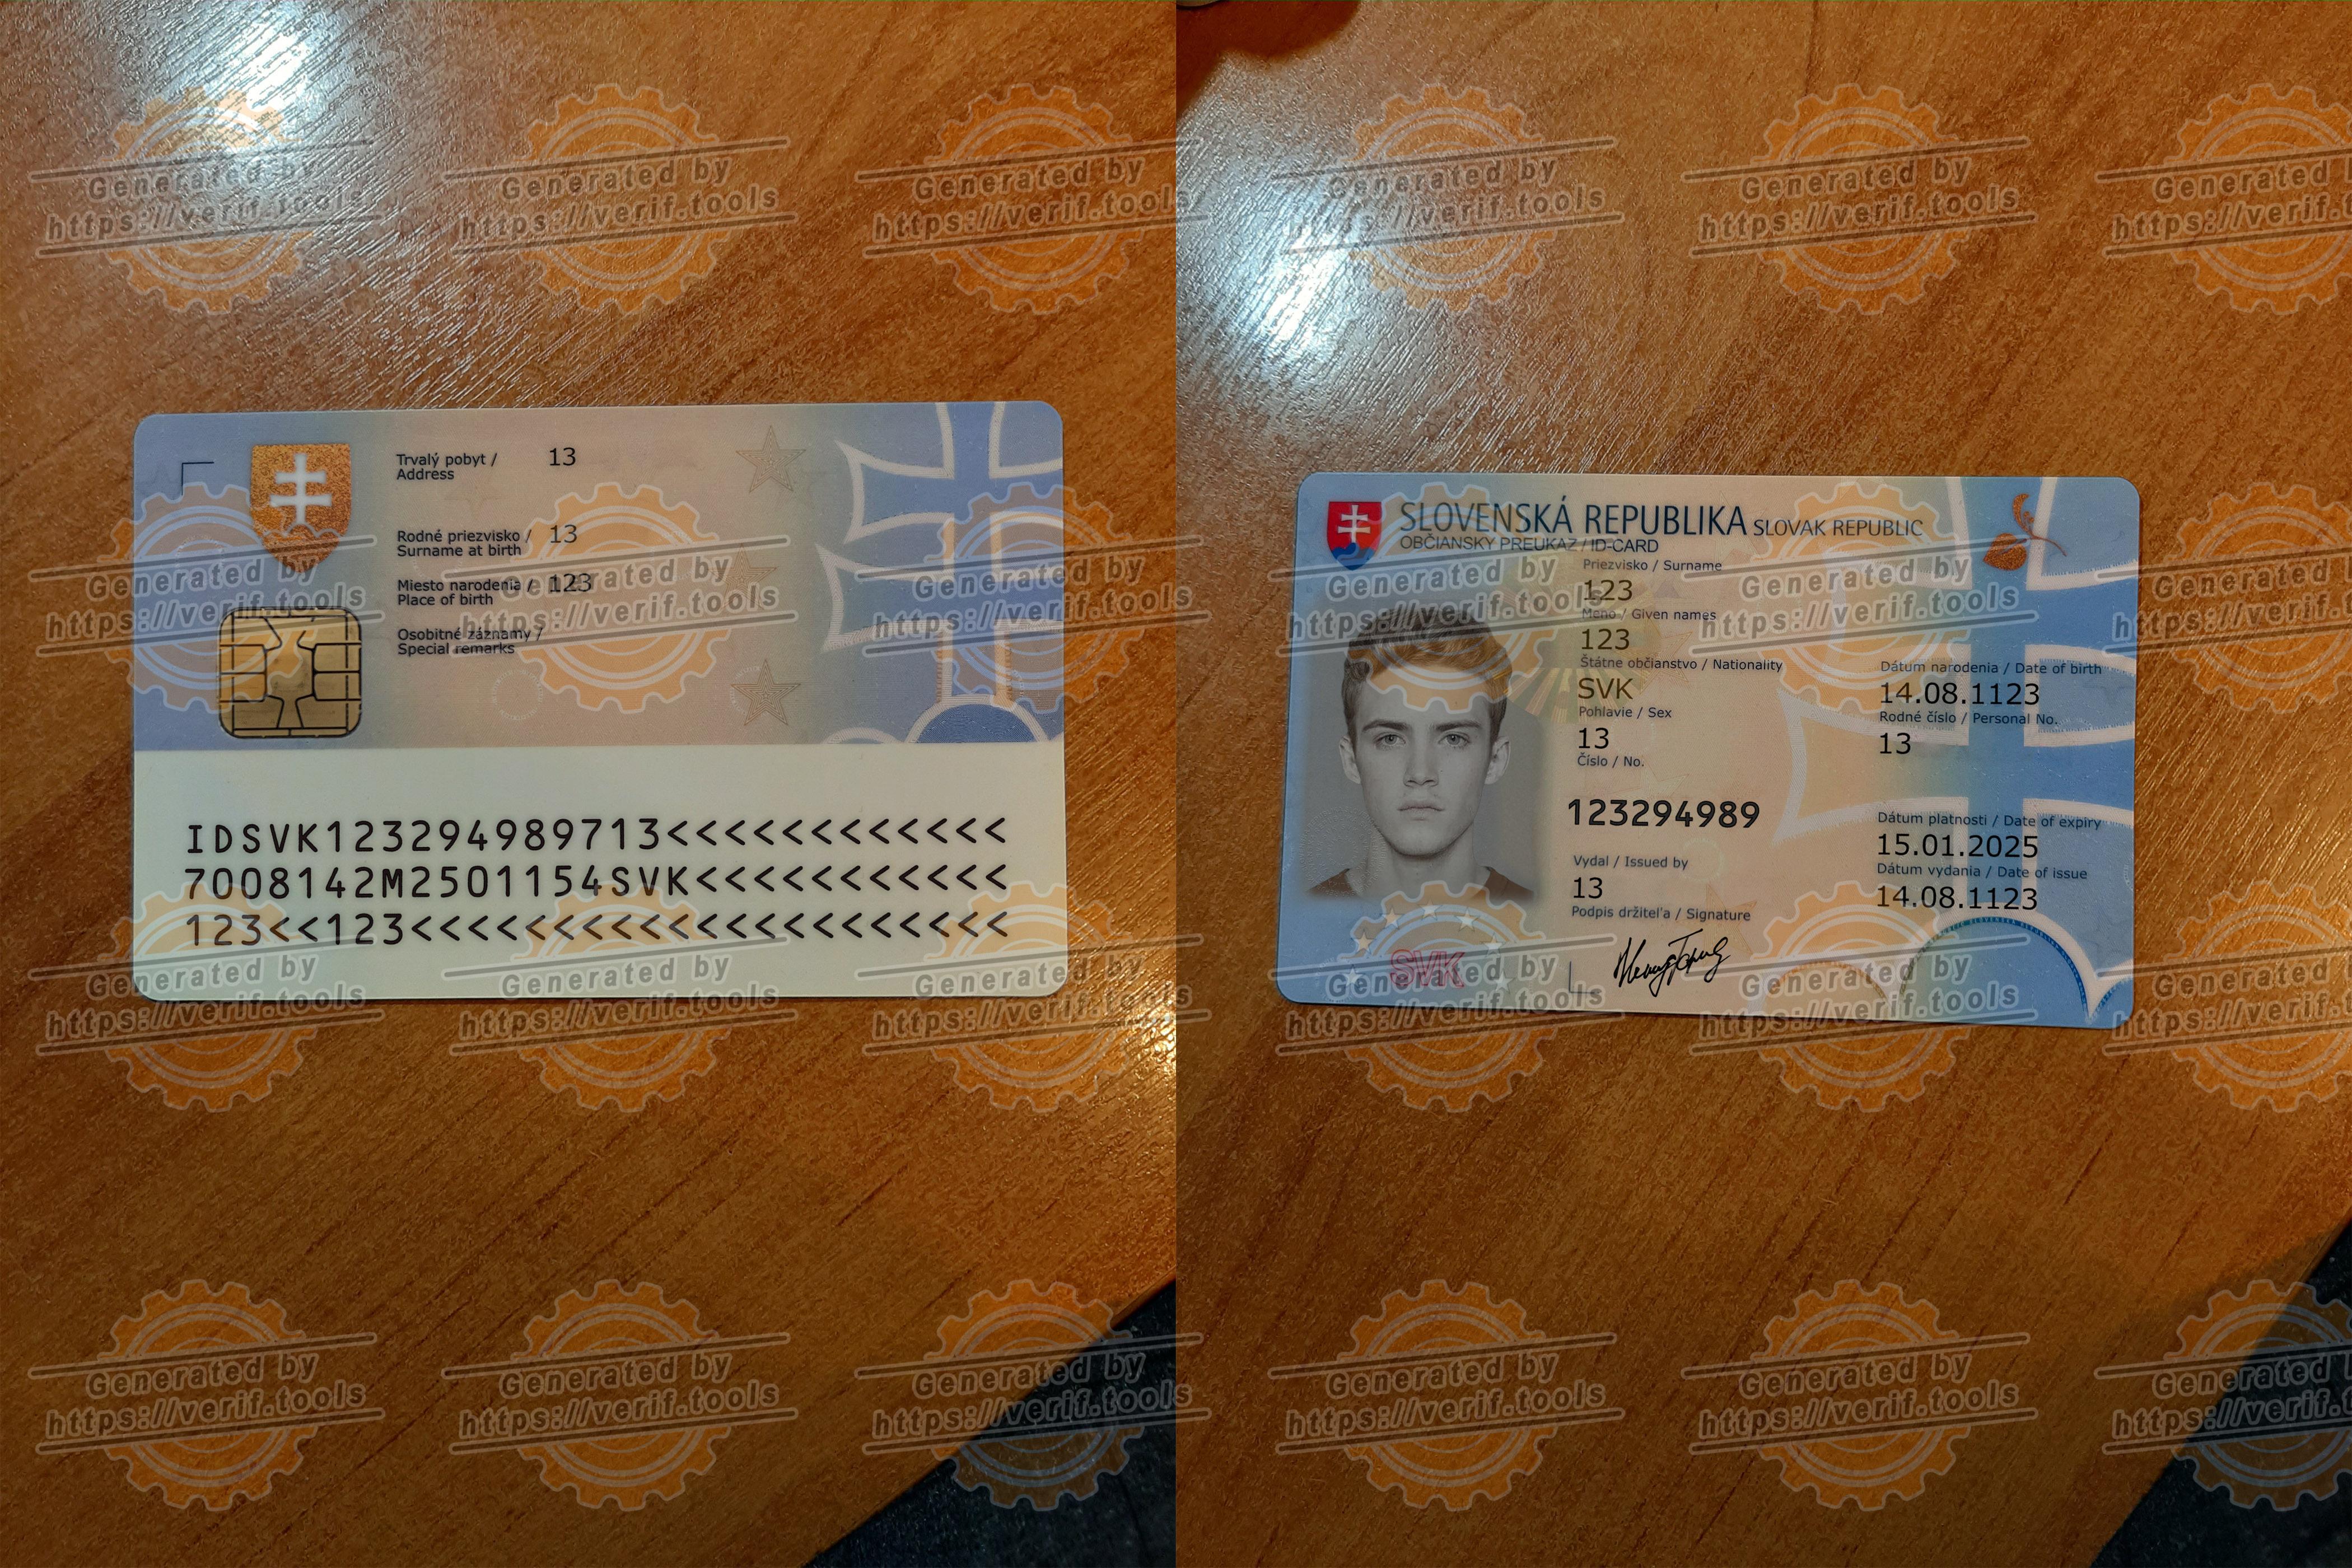 Trvalý pobyt /
Address
13
Rodné priezvisko /
Surname at birth
13
Miesto narodenia /
Place of birth
123
Osobitné záznamy /
Special remarks
IDSVK123294989713<<<<<<<<<<<<<
7008142M2501154SVK<<<<<<<<<<<<
123<<123<<<<<<<<<<<<<<<<<<<<<<
SLOVENSKÁ REPUBLIKA SLOVAK REPUBLIC
OBČIANSKY PREUKAZ / ID-CARD
Priezvisko / Surname
123
Meno / Given names
123
Štátne občianstvo / Nationality
SVK
Pohlavie / Sex
13
Číslo / No.
123294989
Vydal / Issued by
13
Podpis držiteľa / Signature
Dátum narodenia / Date of birth
14.08.1123
Rodné číslo / Personal No.
13
Dátum platnosti / Date of expiry
15.01.2025
Dátum vydania / Date of issue
14.08.1123
SVK
Generated by
https://verif.tools